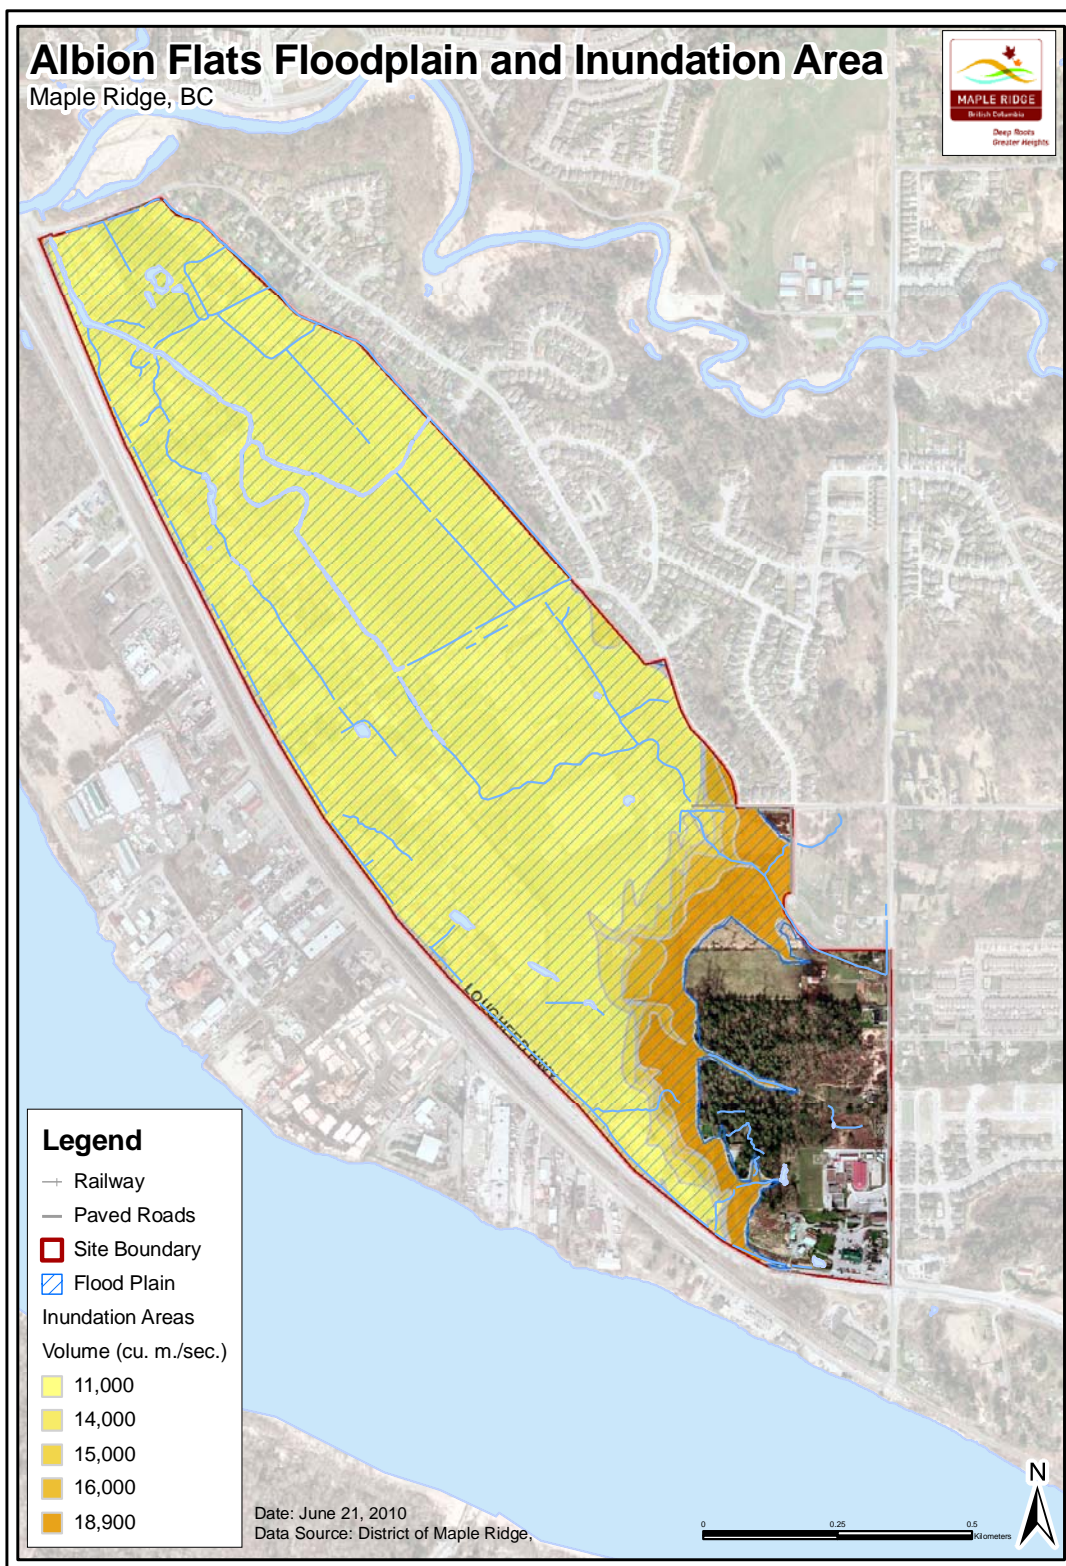 Albion Flats Floodplain and Inundation Area
Maple Ridge, BC
MAPLE RIDGE
British Columbia
Deep Roots
Greater Heights
LOUGHEED HWY
Legend
Railway
Paved Roads
Site Boundary
Flood Plain
Inundation Areas
Volume (cu. m./sec.)
11,000
14,000
15,000
16,000
18,900
Date: June 21, 2010
Data Source: District of Maple Ridge,
0 0.25 0.5
Kilometers
N